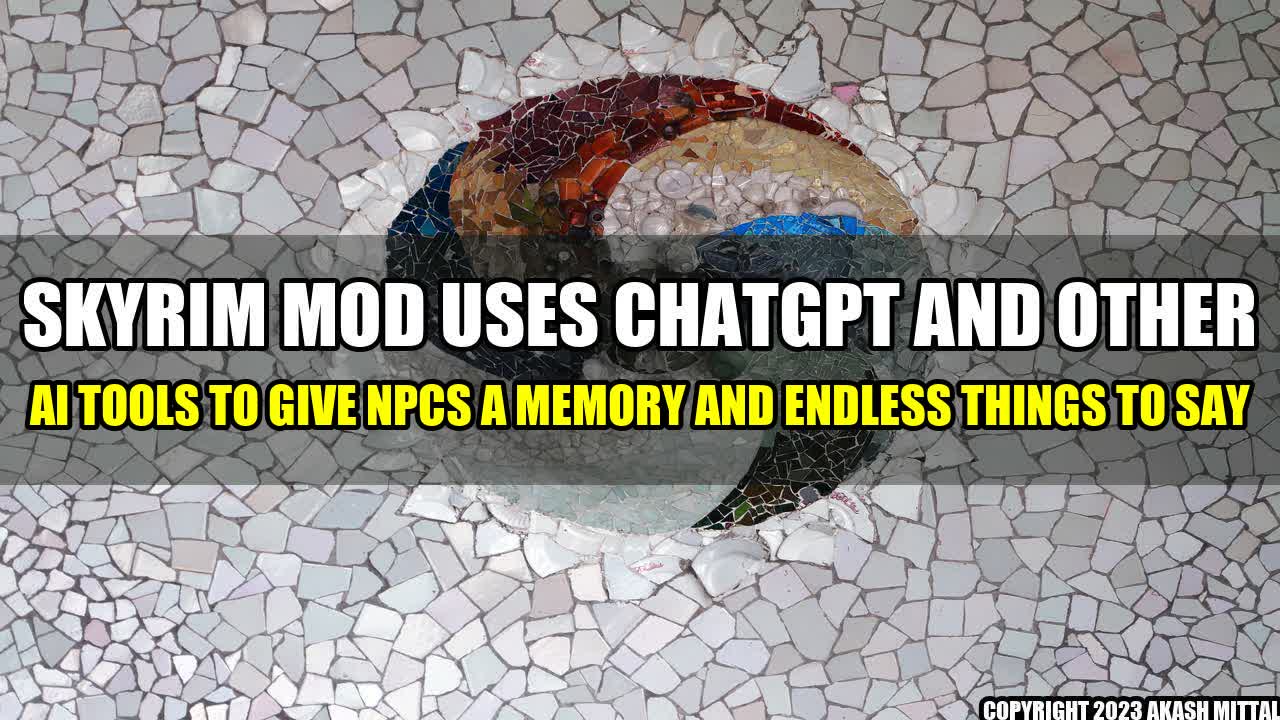 SKYRIM MOD USES CHATGPT AND OTHER
AI TOOLS TO GIVE NPCS A MEMORY AND ENDLESS THINGS TO SAY
COPYRIGHT 2023 AKASH MITTAL